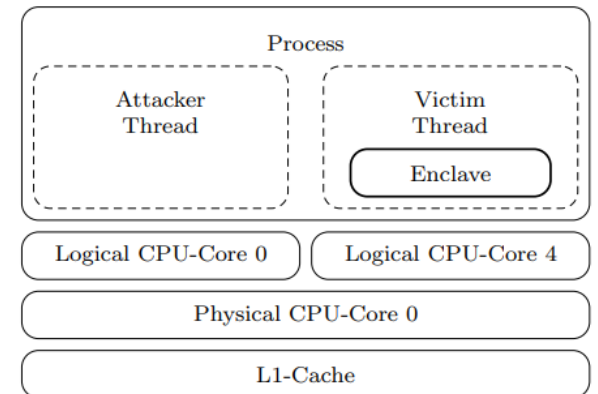 Process
Attacker
Thread
Victim
Thread
Enclave
Logical CPU-Core 0
Logical CPU-Core 4
Physical CPU-Core 0
L1-Cache